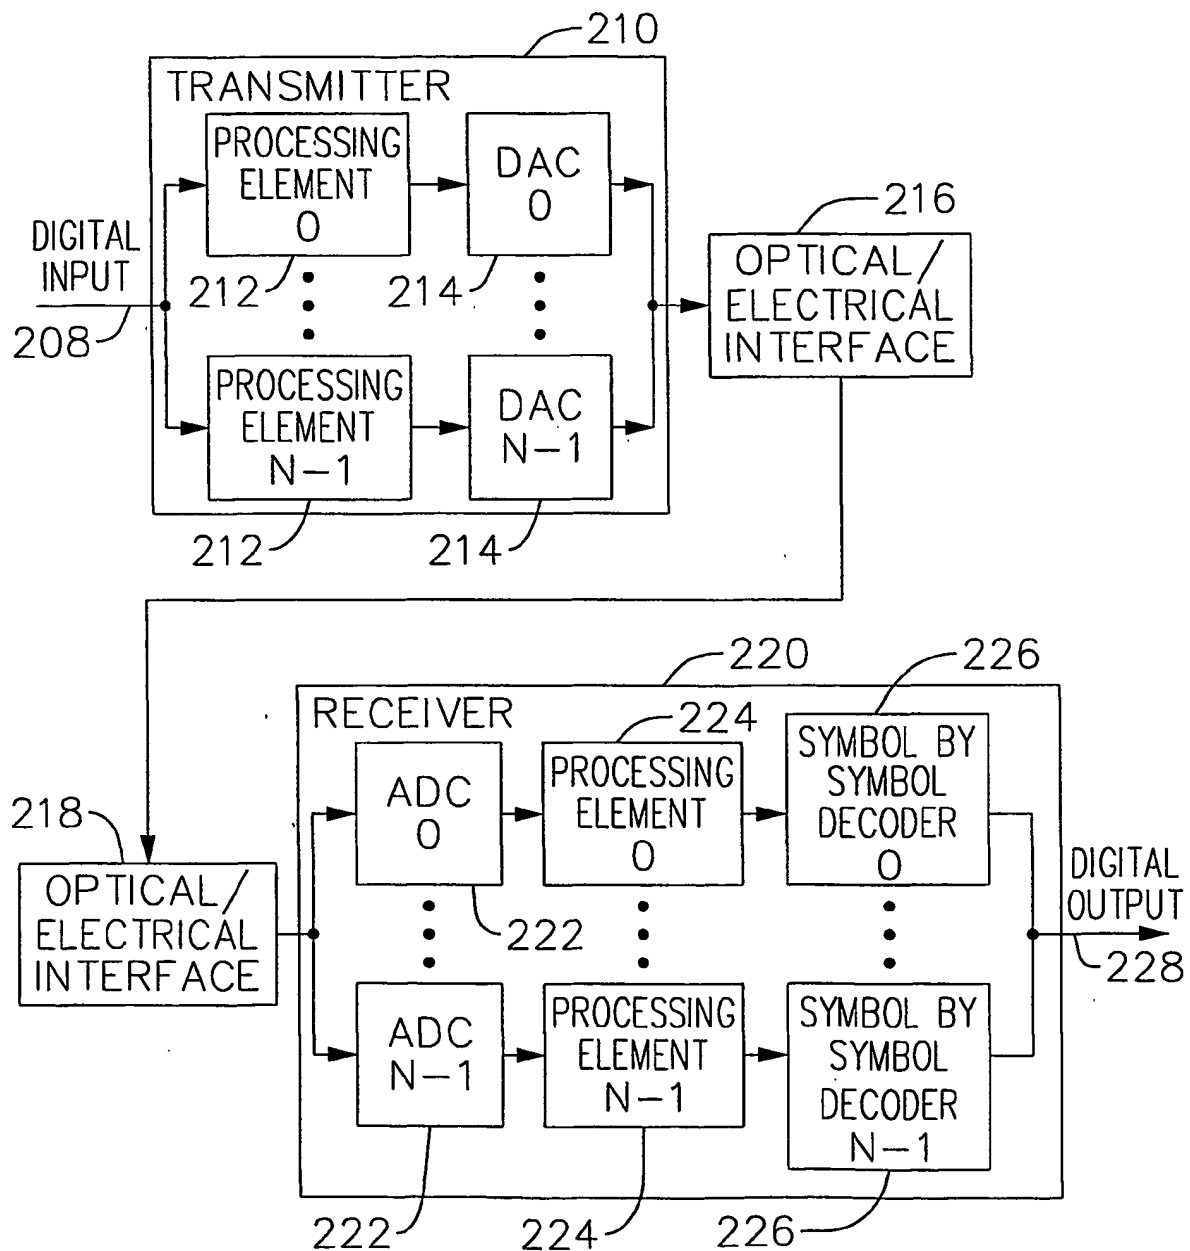 210
TRANSMITTER
PROCESSING
ELEMENT
0
DAC
0
216
DIGITAL
INPUT
212
214
OPTICAL/
ELECTRICAL
INTERFACE
208
PROCESSING
ELEMENT
N-1
DAC
N-1
212
214
220
226
RECEIVER
224
ADC
0
PROCESSING
ELEMENT
0
SYMBOL BY
SYMBOL
DECODER
0
218
OPTICAL/
ELECTRICAL
INTERFACE
222
DIGITAL
OUTPUT
228
ADC
N-1
PROCESSING
ELEMENT
N-1
SYMBOL BY
SYMBOL
DECODER
N-1
222
224
226